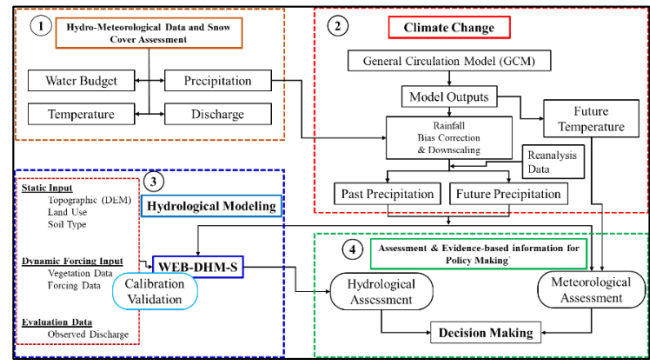 1
Hydro-Meteorological Data and Snow
Cover Assessment
Water Budget
Precipitation
Temperature
Discharge
2
Climate Change
General Circulation Model (GCM)
Model Outputs
Future
Temperature
Rainfall
Bias Correction
& Downscaling
Reanalysis
Data
Past Precipitation
Future Precipitation
3
Hydrological Modeling
Static Input
Topographic (DEM)
Land Use
Soil Type
Dynamic Forcing Input
Vegetation Data
Forcing Data
WEB-DHM-S
Calibration
Validation
Evaluation Data
Observed Discharge
4
Assessment & Evidence-based information for
Policy Making
Hydrological
Assessment
Meteorological
Assessment
Decision Making